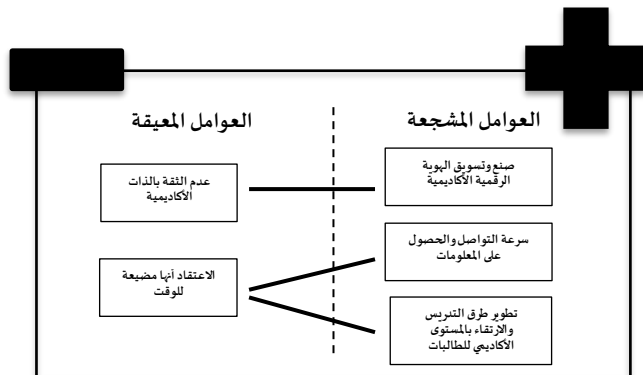 العوامل المشجعة
العوامل المعيقة
صنع وتسويق الهوية
الرقمية الأكاديمية
عدم الثقة بالذات
الأكاديمية
سرعة التواصل والحصول
على المعلومات
الاعتقاد أنها مضيعة
للوقت
تطوير طرق التدريس
والارتقاء بالمستوى
الأكاديمي للطالبات